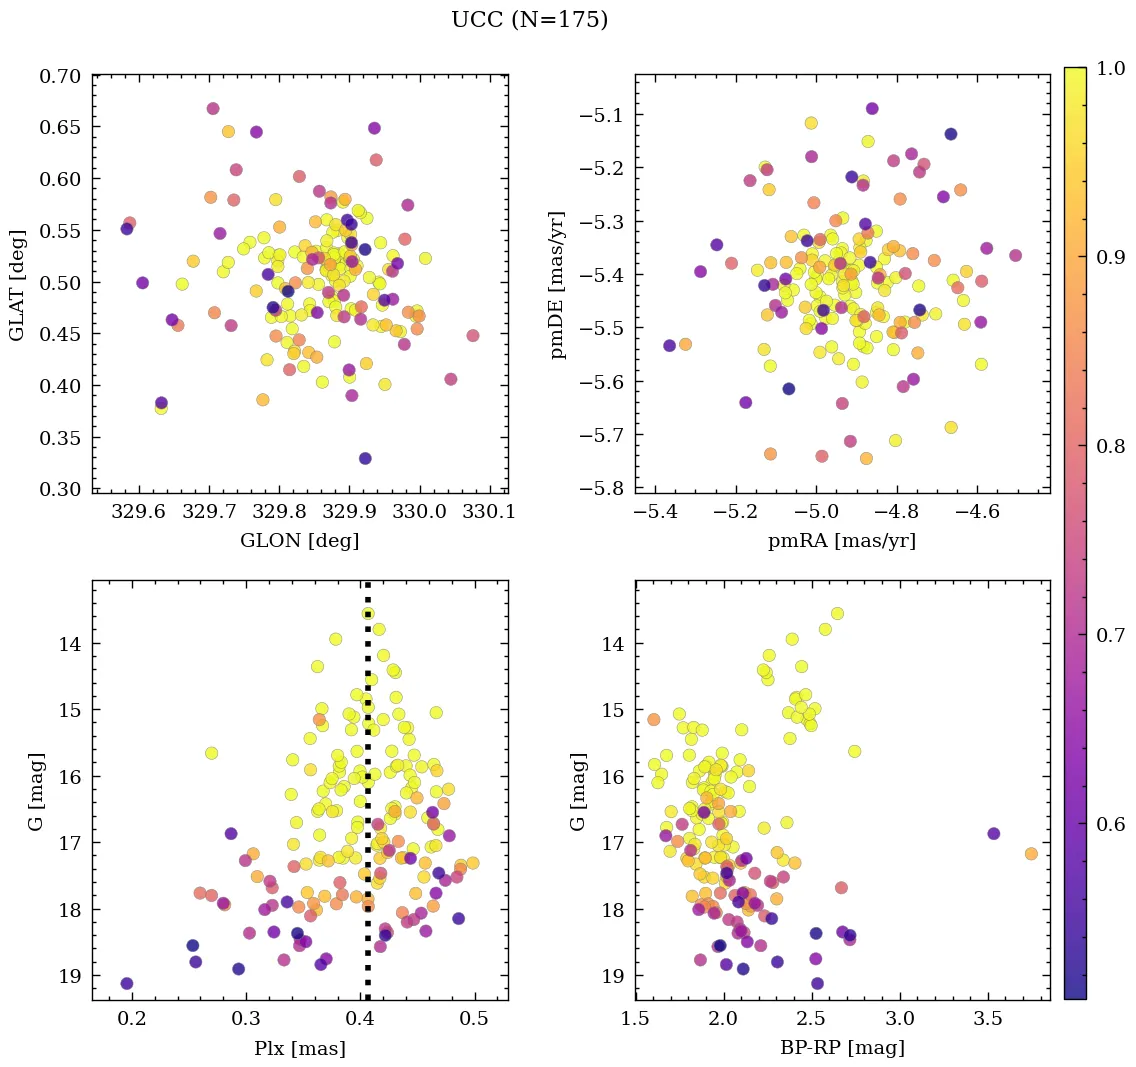 UCC (N=175)
0.70
0.65
0.60
0.55
0.50
0.45
0.40
0.35
0.30
GLAT [deg]
329.6 329.7 329.8 329.9 330.0 330.1
GLON [deg]
−5.1
−5.2
−5.3
−5.4
−5.5
−5.6
−5.7
−5.8
pmDE [mas/yr]
−5.4 −5.2 −5.0 −4.8 −4.6
pmRA [mas/yr]
14
15
16
17
18
19
G [mag]
0.2 0.3 0.4 0.5
Plx [mas]
14
15
16
17
18
19
G [mag]
1.5 2.0 2.5 3.0 3.5
BP-RP [mag]
1.0
0.9
0.8
0.7
0.6